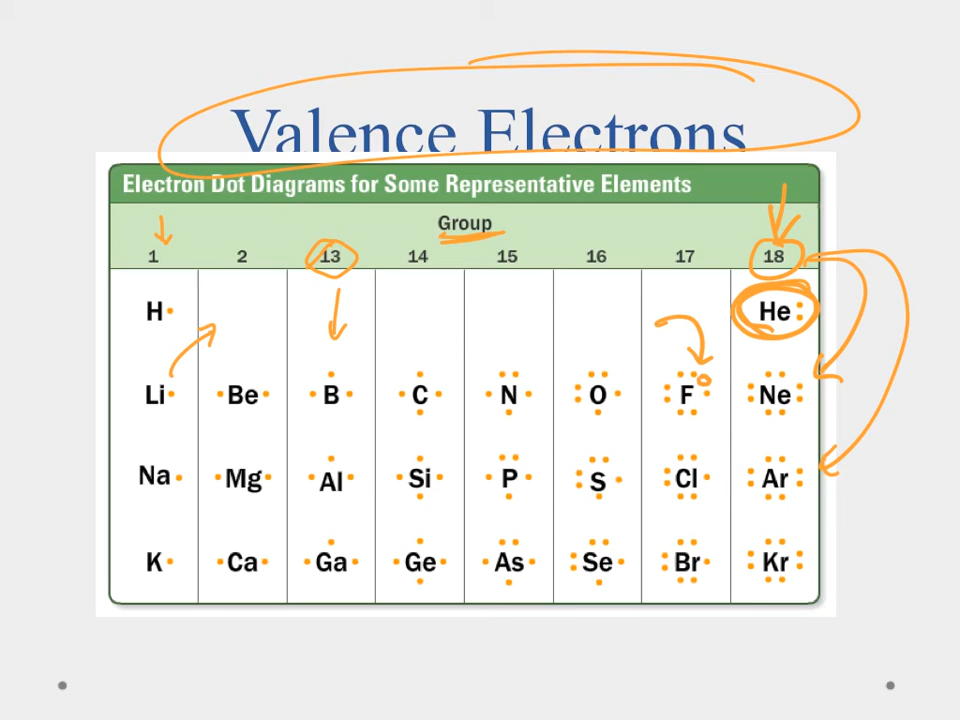 Valence Electrons
Electron Dot Diagrams for Some Representative Elements
Group
1 2 13 14 15 16 17 18
H He
Li Be B C N O F Ne
Na Mg Al Si P S Cl Ar
K Ca Ga Ge As Se Br Kr